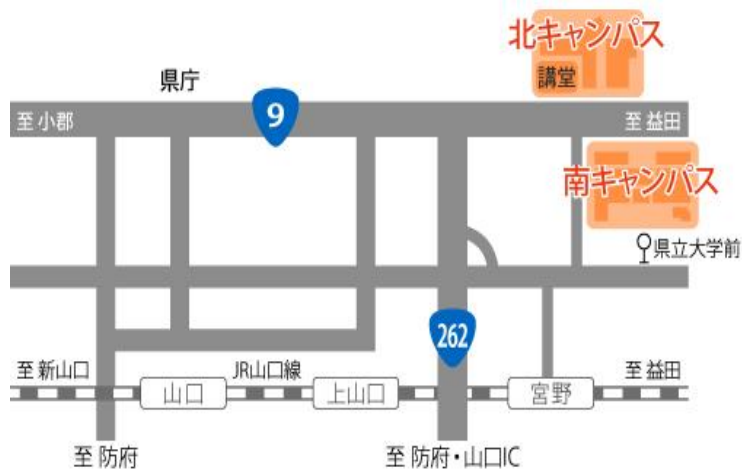 北キャンパス
講堂
県庁
至 小郡
9
至 益田
南キャンパス
県立大学前
262
至 新山口
JR山口線
至 益田
山口
上山口
宮野
至 防府
至 防府・山口IC